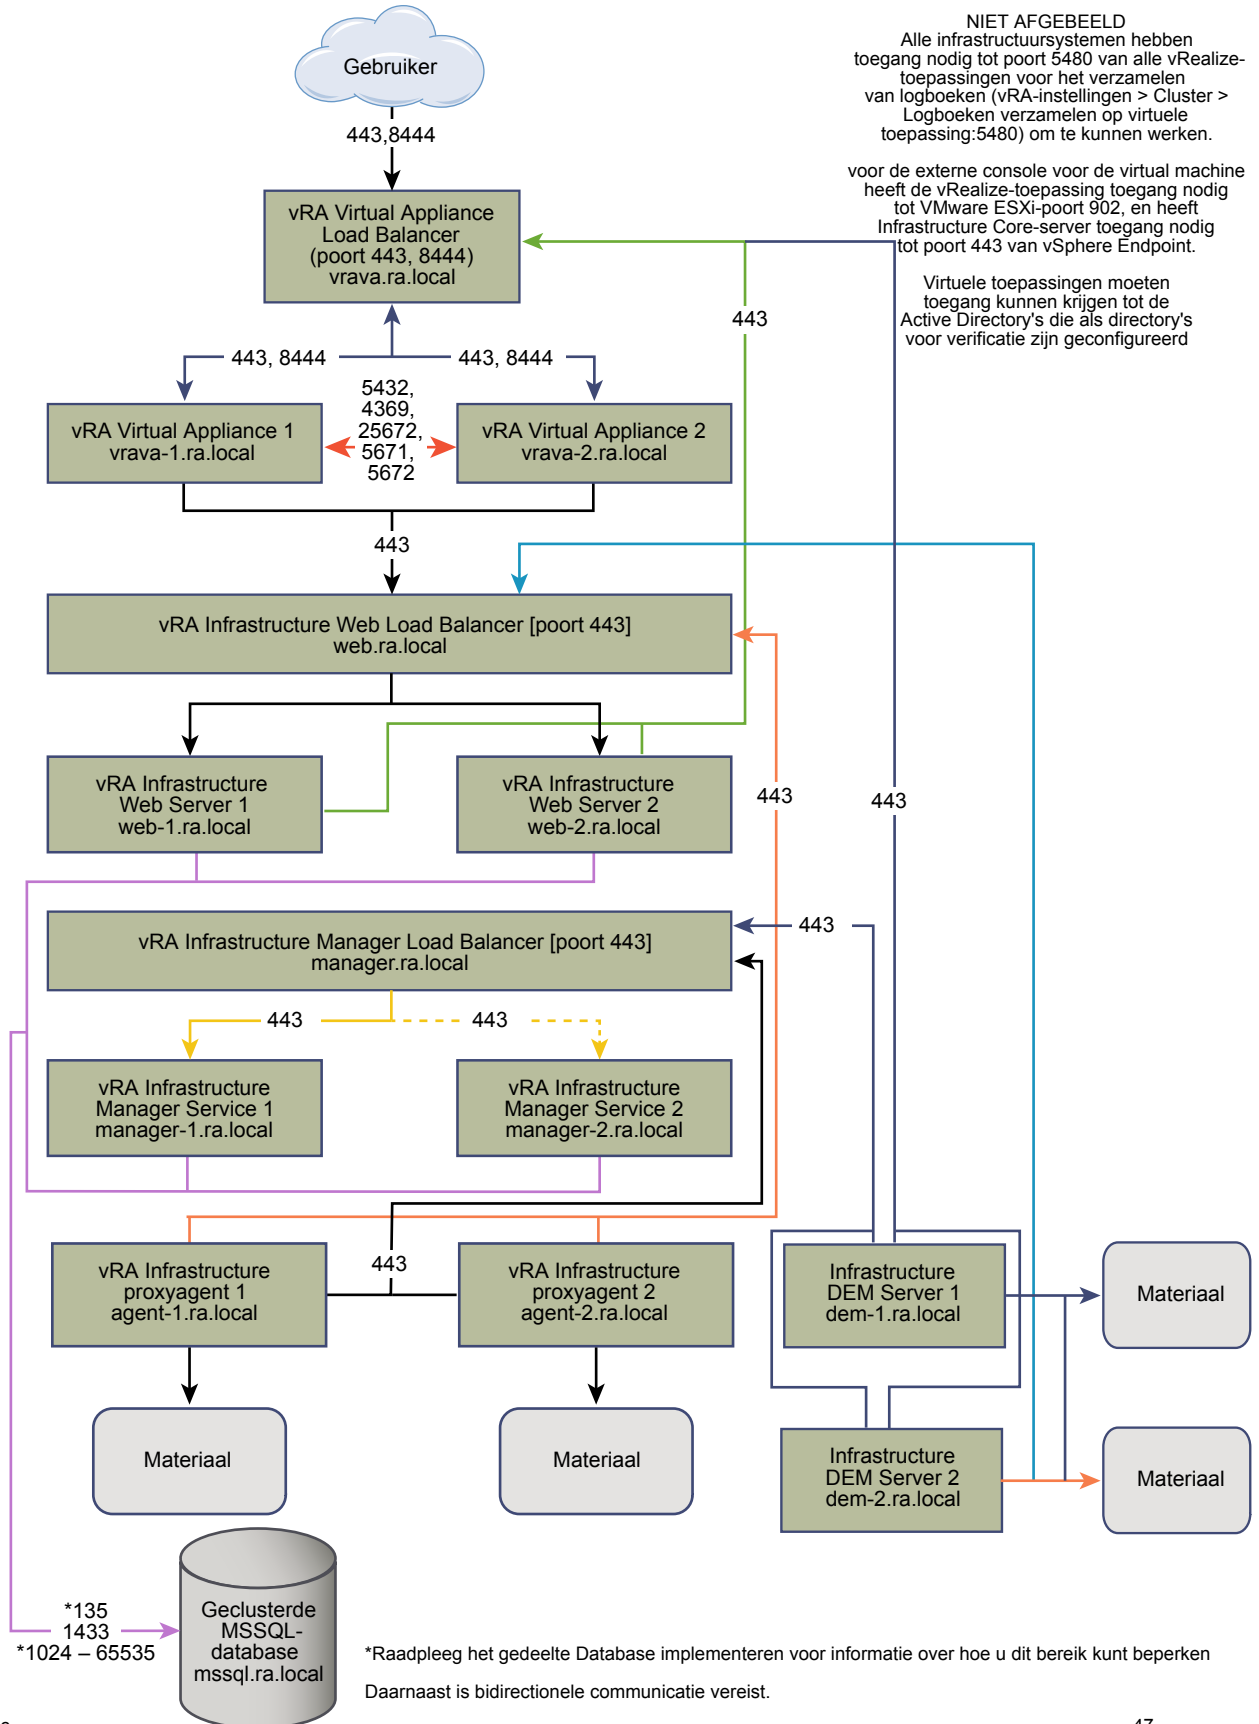 Gebruiker
443,8444
NIET AFGEBEELD
Alle infrastructuursystemen hebben
toegang nodig tot poort 5480 van alle vRealize-
toepassingen voor het verzamelen
van logboeken (vRA-instellingen > Cluster >
Logboeken verzamelen op virtuele
toepassing:5480) om te kunnen werken.
voor de externe console voor de virtual machine
heeft de vRealize-toepassing toegang nodig
tot VMware ESXi-poort 902, en heeft
Infrastructure Core-server toegang nodig
tot poort 443 van vSphere Endpoint.
Virtuele toepassingen moeten
toegang kunnen krijgen tot de
Active Directory's die als directory's
voor verificatie zijn geconfigureerd
vRA Virtual Appliance
Load Balancer
(poort 443, 8444)
vrava.ra.local
443
443, 8444
443, 8444
5432,
4369,
25672,
5671,
5672
vRA Virtual Appliance 1
vrava-1.ra.local
vRA Virtual Appliance 2
vrava-2.ra.local
443
vRA Infrastructure Web Load Balancer [poort 443]
web.ra.local
vRA Infrastructure
Web Server 1
web-1.ra.local
vRA Infrastructure
Web Server 2
web-2.ra.local
443
443
vRA Infrastructure Manager Load Balancer [poort 443]
manager.ra.local
443
443
443
vRA Infrastructure
Manager Service 1
manager-1.ra.local
vRA Infrastructure
Manager Service 2
manager-2.ra.local
vRA Infrastructure
proxyagent 1
agent-1.ra.local
443
vRA Infrastructure
proxyagent 2
agent-2.ra.local
Infrastructure
DEM Server 1
dem-1.ra.local
Materiaal
Materiaal
Materiaal
Infrastructure
DEM Server 2
dem-2.ra.local
Materiaal
*135
1433
*1024 – 65535
Geclusterde
MSSQL-
database
mssql.ra.local
*Raadpleeg het gedeelte Database implementeren voor informatie over hoe u dit bereik kunt beperken
Daarnaast is bidirectionele communicatie vereist.